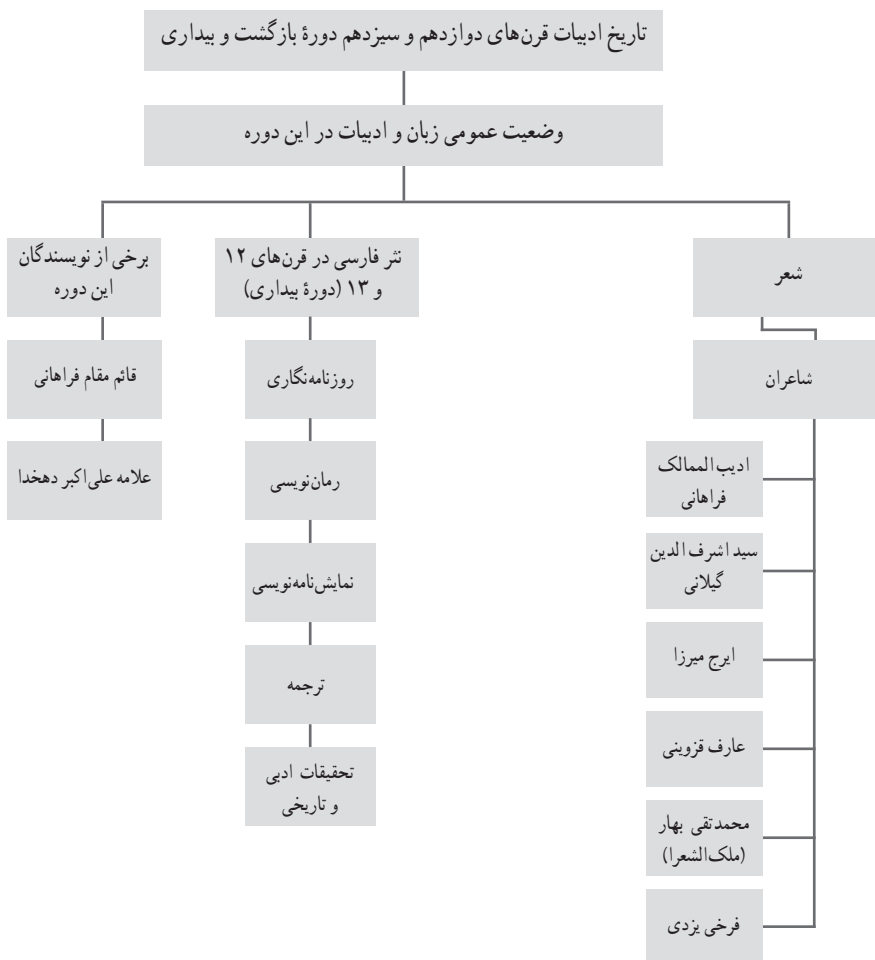 تاریخ ادبیات قرن‌های دوازدهم و سیزدهم دورهٔ بازگشت و بیداری
وضعیت عمومی زبان و ادبیات در این دوره
شعر
شاعران
ادیب‌الممالک
فراهانی
سید اشرف الدین
گیلانی
ایرج میرزا
عارف قزوینی
محمدتقی بهار
(ملک‌الشعرا)
فرخی یزدی
نثر فارسی در قرن‌های ۱۲
و ۱۳ (دورهٔ بیداری)
روزنامه‌نگاری
رمان‌نویسی
نمایش‌نامه‌نویسی
ترجمه
تحقیقات ادبی
و تاریخی
برخی از نویسندگان
این دوره
قائم مقام فراهانی
علامه علی‌اکبر دهخدا